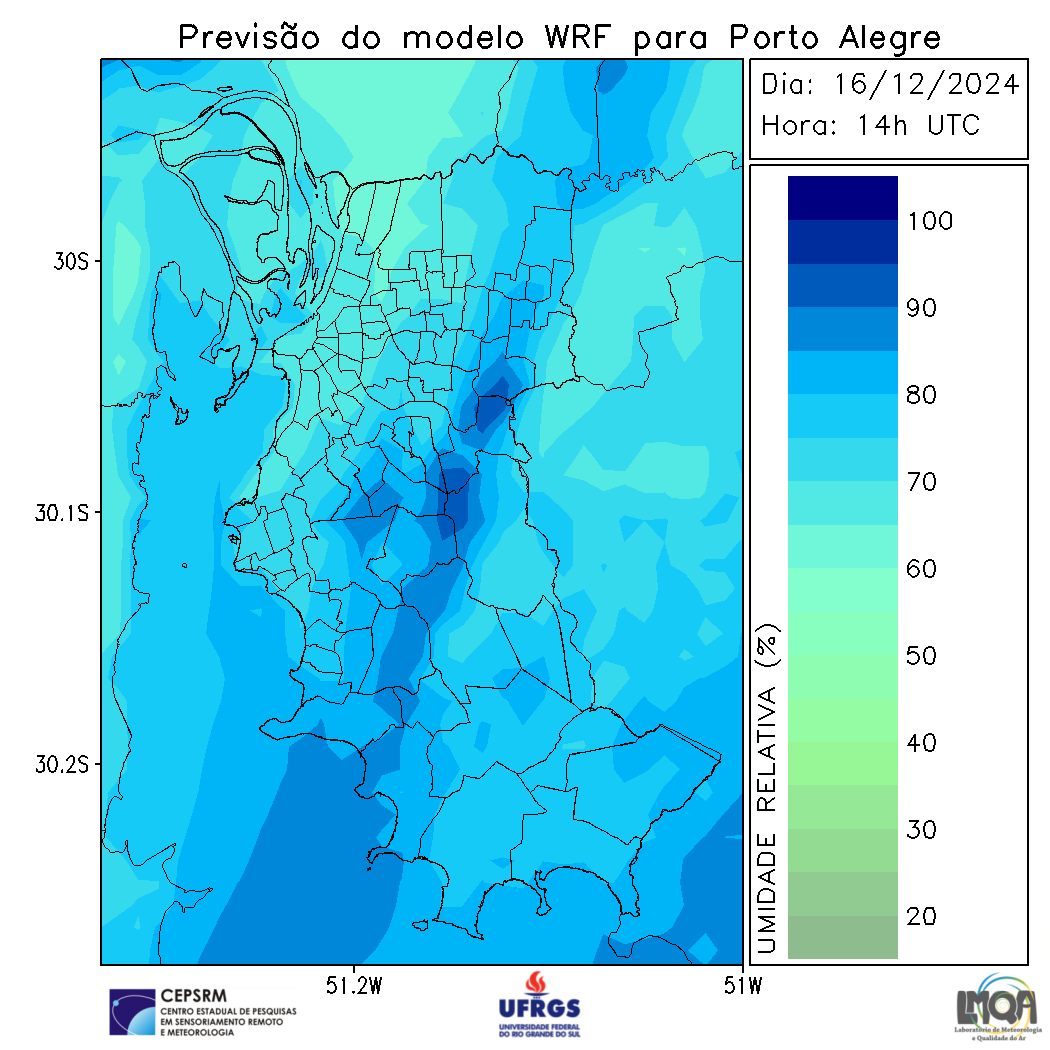 Previsão do modelo WRF para Porto Alegre
Dia: 16/12/2024
Hora: 14h UTC
30S
30.1S
30.2S
51.2W
51W
100
90
80
70
60
50
40
30
20
UMIDADE RELATIVA (%)
CEPSRM
CENTRO ESTADUAL DE PESQUISAS
EM SENSORIAMENTO REMOTO
E METEOROLOGIA
UFRGS
UNIVERSIDADE FEDERAL
DO RIO GRANDE DO SUL
LMQA
Laboratório de Meteorologia
e Qualidade do Ar